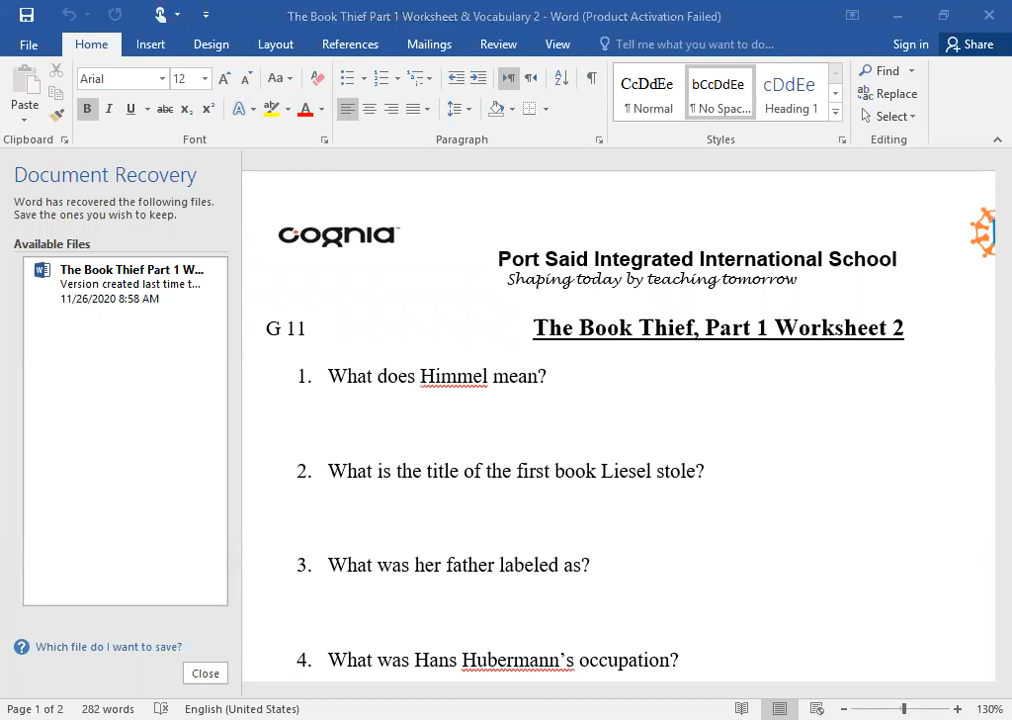 The Book Thief Part 1 Worksheet & Vocabulary 2 - Word (Product Activation Failed)
File Home Insert Design Layout References Mailings Review View Tell me what you want to do... Sign in Share
Paste
Clipboard
Arial 12 A A Aa
B I U abc x₂ x² A ab A
Font
Paragraph
CcDdEe bCcDdEe cDdEe
¶ Normal ¶ No Spac... Heading 1
Styles
Find
Replace
Select
Editing
Document Recovery
Word has recovered the following files.
Save the ones you wish to keep.
Available Files
The Book Thief Part 1 W...
Version created last time t...
11/26/2020 8:58 AM
Which file do I want to save?
Close
cognia
Port Said Integrated International School
Shaping today by teaching tomorrow
G 11
The Book Thief, Part 1 Worksheet 2
1. What does Himmel mean?
2. What is the title of the first book Liesel stole?
3. What was her father labeled as?
4. What was Hans Hubermann’s occupation?
Page 1 of 2 282 words English (United States) 130%